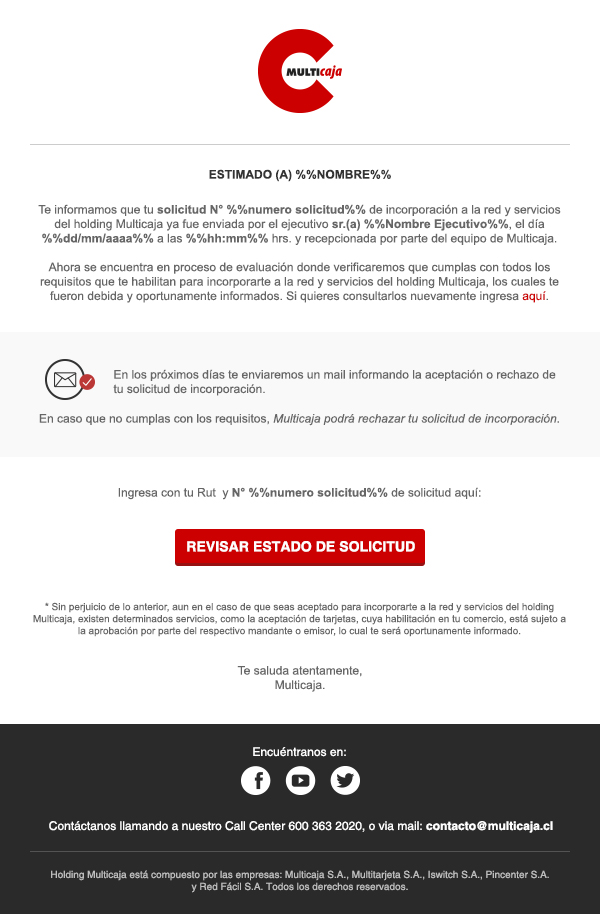 MULTIcaja
ESTIMADO (A) %%NOMBRE%%
Te informamos que tu solicitud N° %%numero solicitud%% de incorporación a la red y servicios
del holding Multicaja ya fue enviada por el ejecutivo sr.(a) %%Nombre Ejecutivo%%, el día
%%dd/mm/aaaa%% a las %%hh:mm%% hrs. y recepcionada por parte del equipo de Multicaja.
Ahora se encuentra en proceso de evaluación donde verificaremos que cumplas con todos los
requisitos que te habilitan para incorporarte a la red y servicios del holding Multicaja, los cuales te
fueron debida y oportunamente informados. Si quieres consultarlos nuevamente ingresa aquí.
En los próximos días te enviaremos un mail informando la aceptación o rechazo de
tu solicitud de incorporación.
En caso que no cumplas con los requisitos, Multicaja podrá rechazar tu solicitud de incorporación.
Ingresa con tu Rut y N° %%numero solicitud%% de solicitud aquí:
REVISAR ESTADO DE SOLICITUD
* Sin perjuicio de lo anterior, aun en el caso de que seas aceptado para incorporarte a la red y servicios del holding
Multicaja, existen determinados servicios, como la aceptación de tarjetas, cuya habilitación en tu comercio, está sujeto a
la aprobación por parte del respectivo mandante o emisor, lo cual te será oportunamente informado.
Te saluda atentamente,
Multicaja.
Encuéntranos en:
Contáctanos llamando a nuestro Call Center 600 363 2020, o via mail: contacto@multicaja.cl
Holding Multicaja está compuesto por las empresas: Multicaja S.A., Multitarjeta S.A., Iswitch S.A., Pincenter S.A.
y Red Fácil S.A. Todos los derechos reservados.